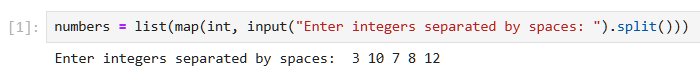 [1]: numbers = list(map(int, input("Enter integers separated by spaces: ").split()))
Enter integers separated by spaces:  3 10 7 8 12